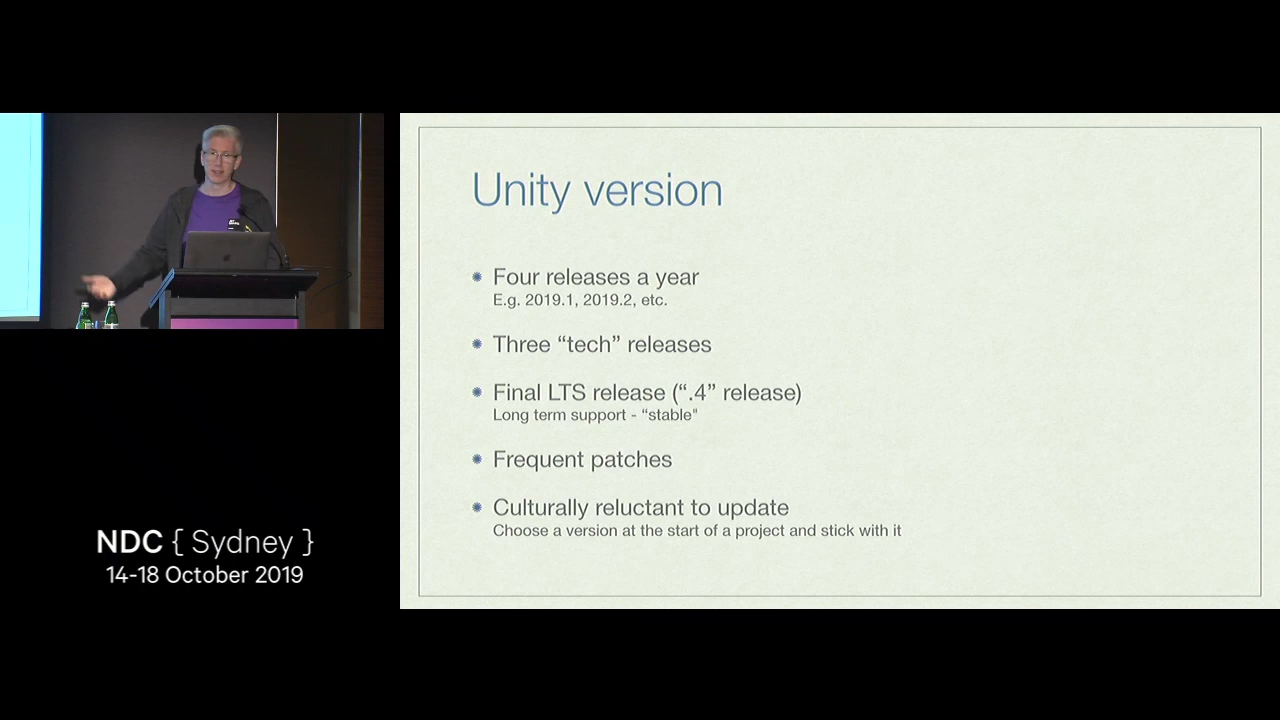 Unity version
Four releases a year
E.g. 2019.1, 2019.2, etc.
Three “tech” releases
Final LTS release (“.4” release)
Long term support - “stable"
Frequent patches
Culturally reluctant to update
Choose a version at the start of a project and stick with it
NDC { Sydney }
14-18 October 2019